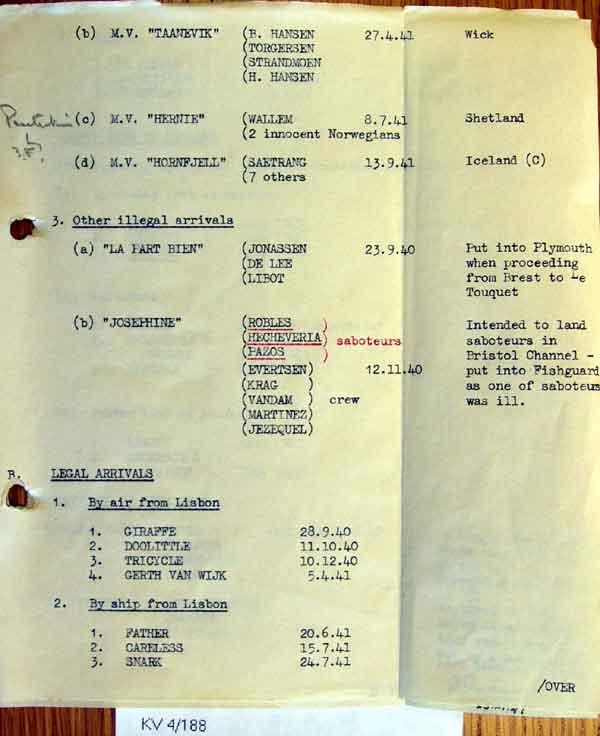 (b) M.V. "TAANEVIK" (B. HANSEN 27.4.41 Wick
(TORGERSEN
(STRANDMOEN
(H. HANSEN
(c) M.V. "HERNIE" (WALLEM 8.7.41 Shetland
(2 innocent Norwegians
(d) M.V. "HORNFJELL" (SAETRANG 13.9.41 Iceland (C)
(7 others
3. Other illegal arrivals
(a) "LA PART BIEN" (JONASSEN 23.9.40 Put into Plymouth
(DE LEE when proceeding
(LIBOT from Brest to Le
Touquet
(b) "JOSEPHINE" (ROBLES ) Intended to land
(HECHEVERIA) saboteurs saboteurs in
(PAZOS ) Bristol Channel -
(EVERTSEN) 12.11.40 put into Fishguard
(KRAG ) as one of saboteus
(VANDAM ) crew was ill.
(MARTINEZ)
(JEZEQUEL)
B. LEGAL ARRIVALS
1. By air from Lisbon
1. GIRAFFE 28.9.40
2. DOOLITTLE 11.10.40
3. TRICYCLE 10.12.40
4. GERTH VAN WIJK 5.4.41
2. By ship from Lisbon
1. FATHER 20.6.41
2. CARELESS 15.7.41
3. SNARK 24.7.41
/OVER
KV 4/188